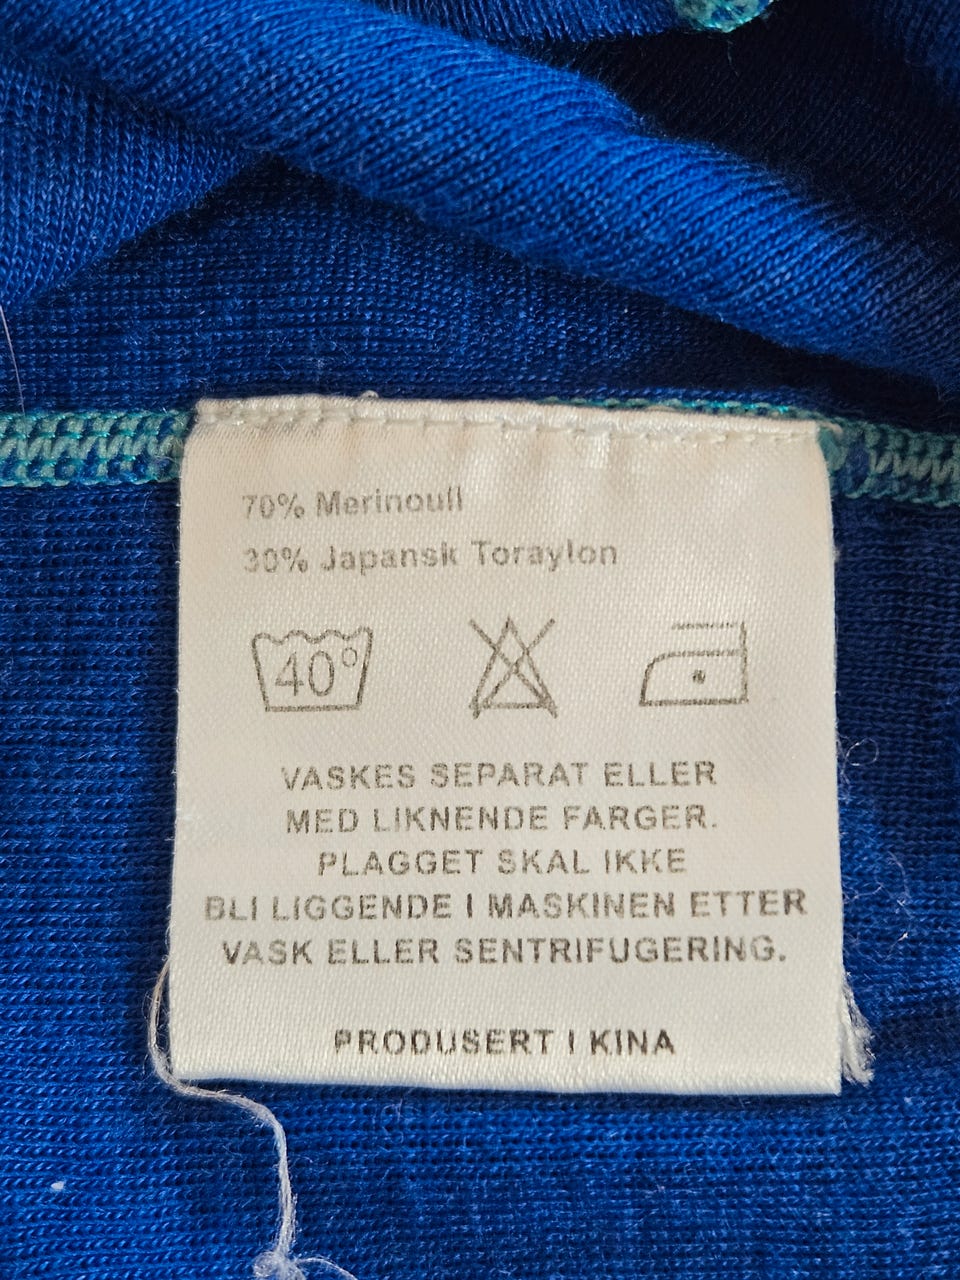 70% Merinoull
30% Japansk Toraylon
40°
VASKES SEPARAT ELLER
MED LIKNENDE FARGER.
PLAGGET SKAL IKKE
BLI LIGGENDE I MASKINEN ETTER
VASK ELLER SENTRIFUGERING.
PRODUSERT I KINA